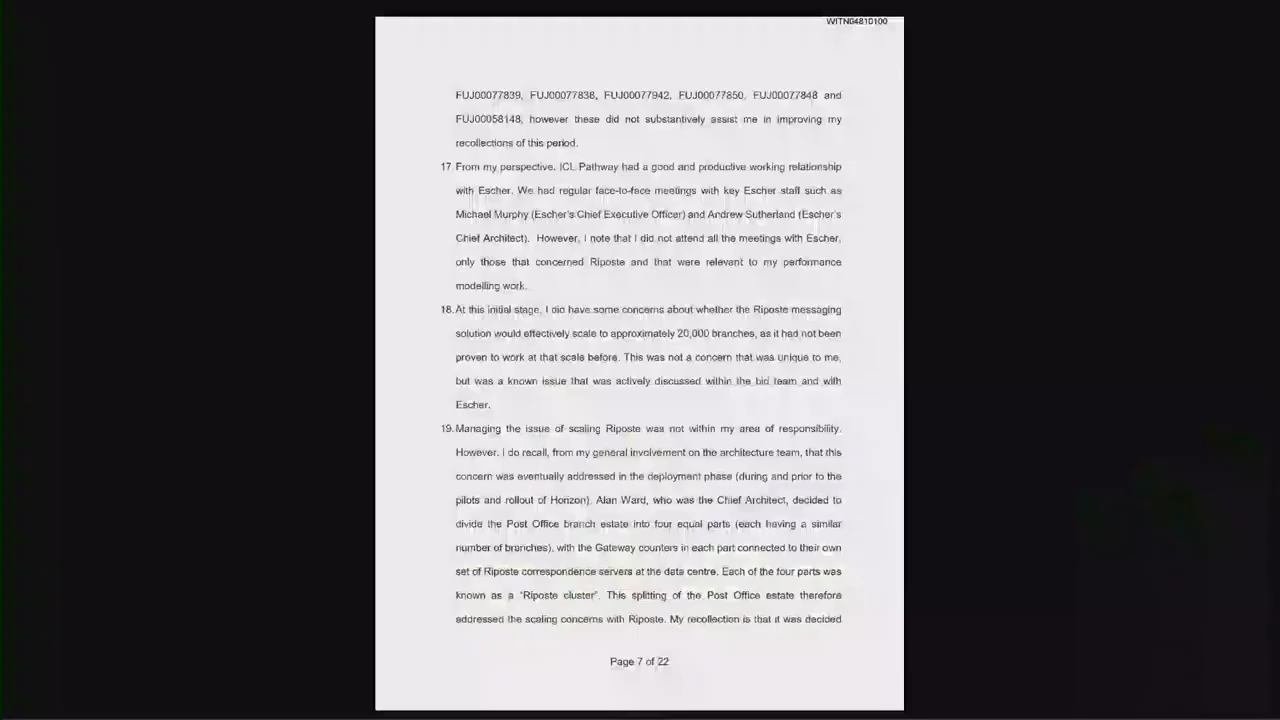 WITN04810100
FUJ00077839, FUJ00077838, FUJ00077942, FUJ00077850, FUJ00077848 and
FUJ00058148, however these did not substantively assist me in improving my
recollections of this period.
17. From my perspective, ICL Pathway had a good and productive working relationship
with Escher. We had regular face-to-face meetings with key Escher staff such as
Michael Murphy (Escher's Chief Executive Officer) and Andrew Sutherland (Escher's
Chief Architect).  However, I note that I did not attend all the meetings with Escher,
only those that concerned Riposte and that were relevant to my performance
modelling work.
18. At this initial stage, I did have some concerns about whether the Riposte messaging
solution would effectively scale to approximately 20,000 branches, as it had not been
proven to work at that scale before. This was not a concern that was unique to me,
but was a known issue that was actively discussed within the bid team and with
Escher.
19. Managing the issue of scaling Riposte was not within my area of responsibility.
However, I do recall, from my general involvement on the architecture team, that this
concern was eventually addressed in the deployment phase (during and prior to the
pilots and rollout of Horizon). Alan Ward, who was the Chief Architect, decided to
divide the Post Office branch estate into four equal parts (each having a similar
number of branches), with the Gateway counters in each part connected to their own
set of Riposte correspondence servers at the data centre. Each of the four parts was
known as a "Riposte cluster". This splitting of the Post Office estate therefore
addressed the scaling concerns with Riposte. My recollection is that it was decided
Page 7 of 22